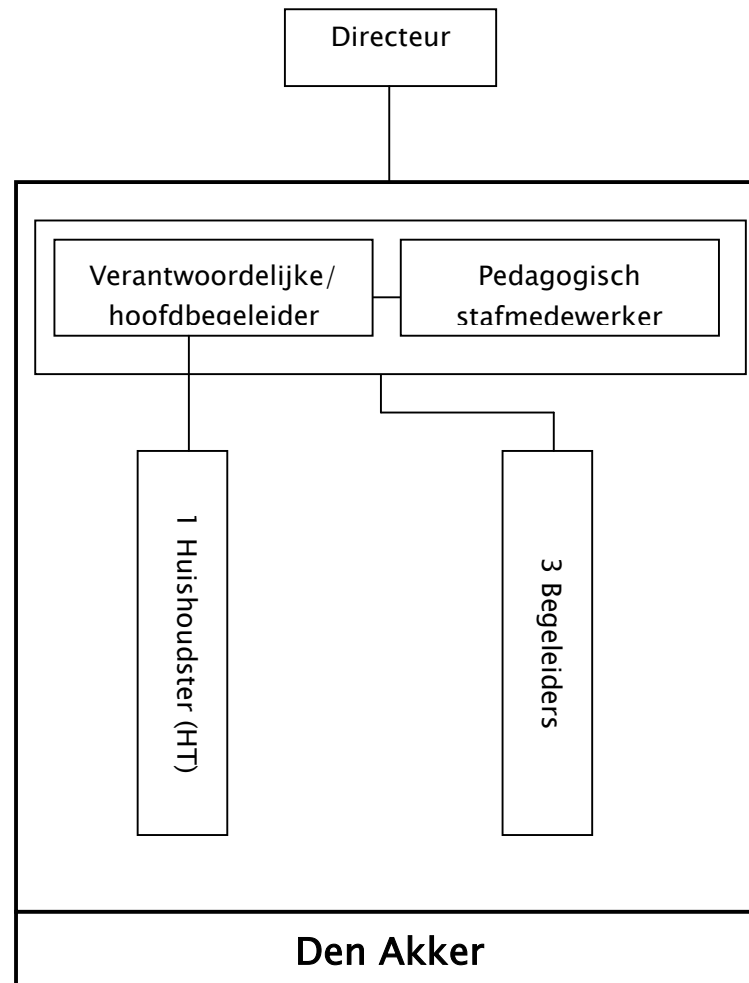 Directeur
Verantwoordelijke/
hoofdbegeleider
Pedagogisch
stafmedewerker
1 Huishoudster (HT)
3 Begeleiders
Den Akker